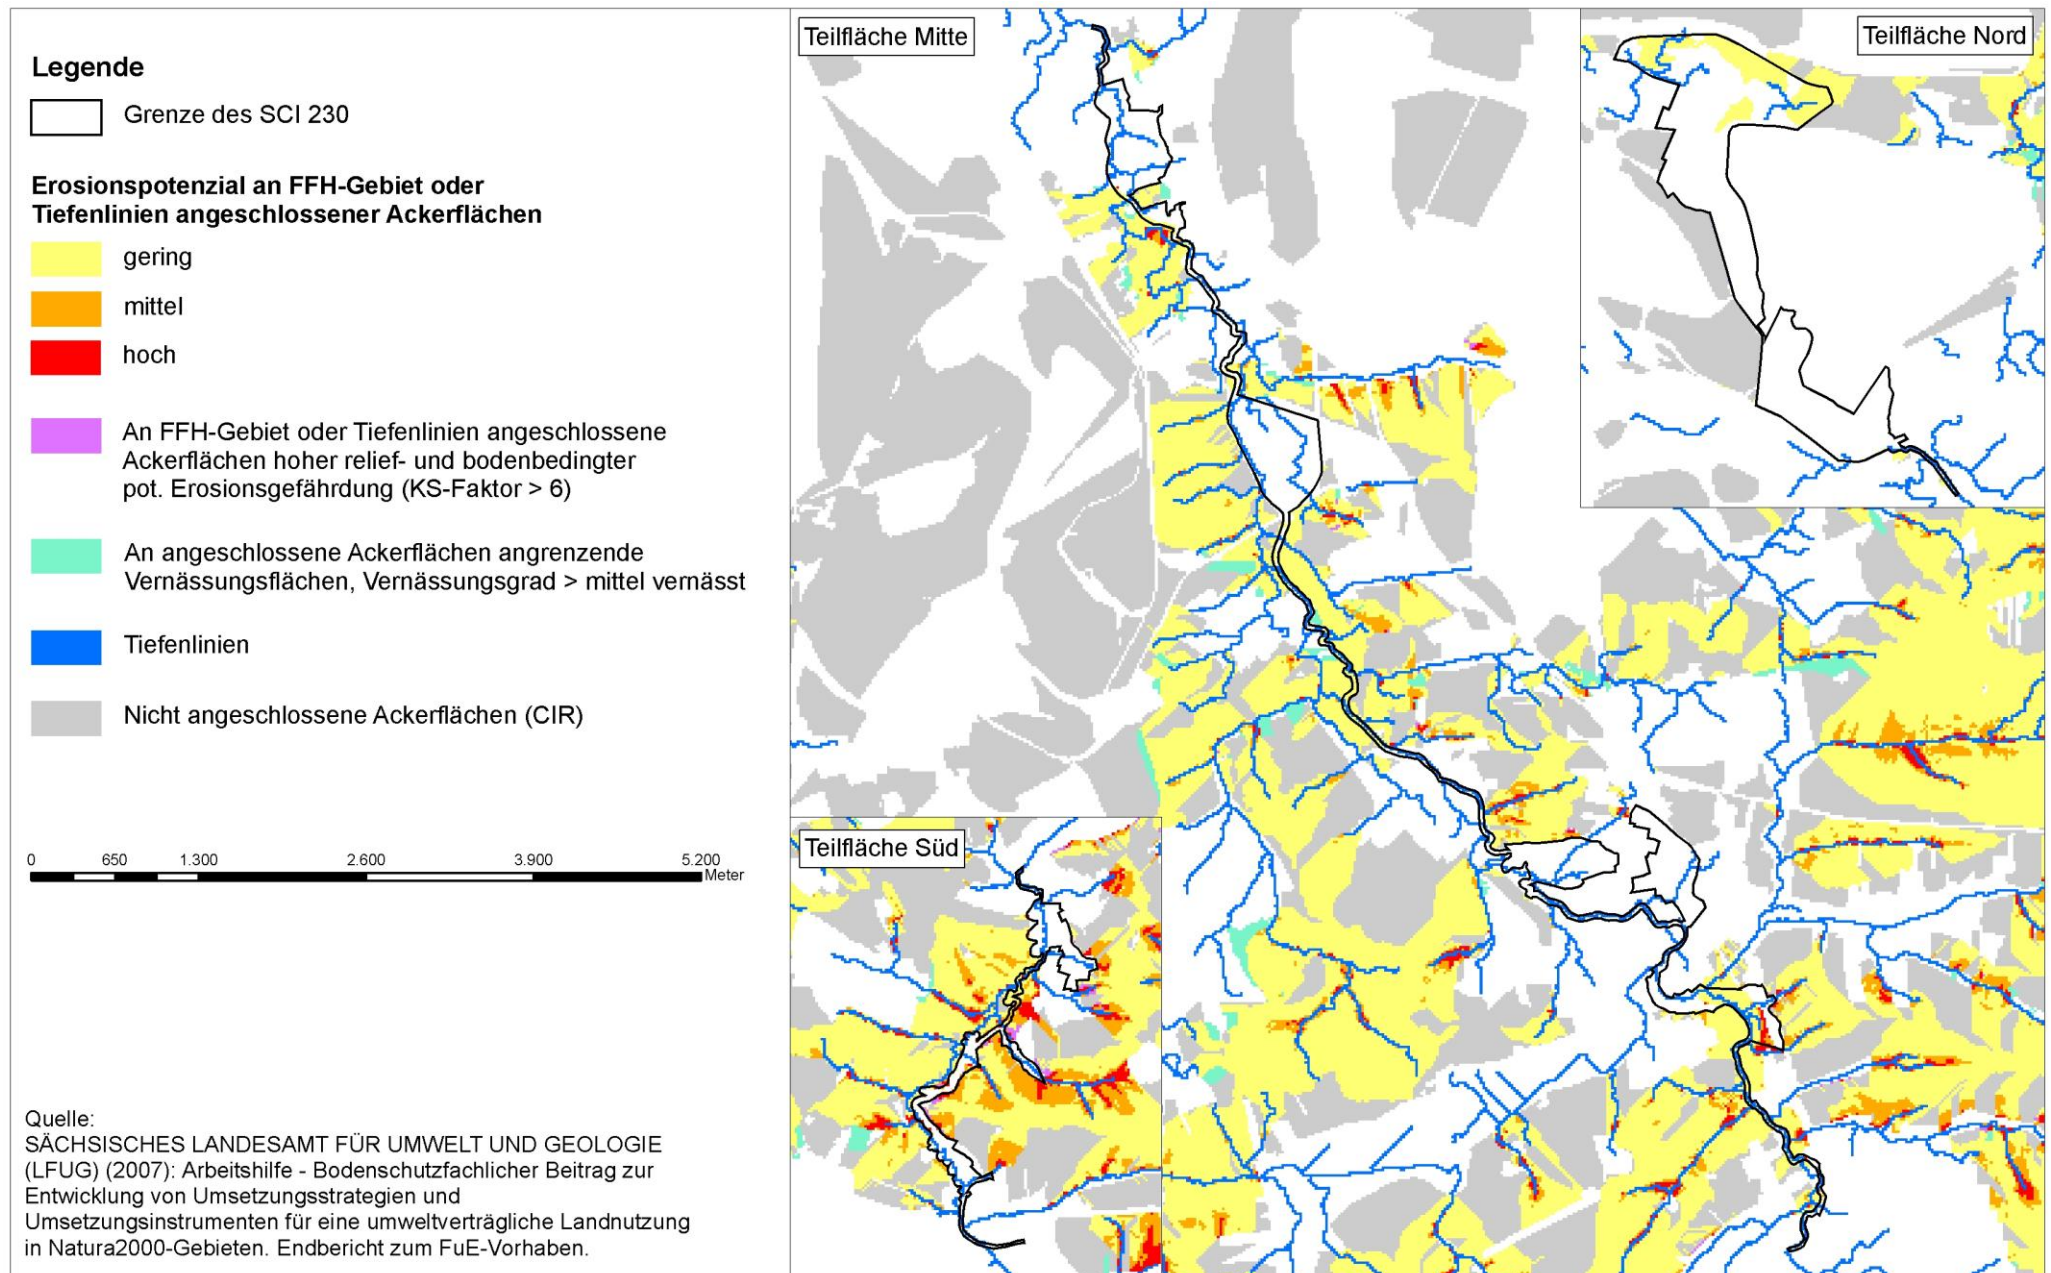 Legende
Grenze des SCI 230
Erosionspotenzial an FFH-Gebiet oder
Tiefenlinien angeschlossener Ackerflächen
gering
mittel
hoch
An FFH-Gebiet oder Tiefenlinien angeschlossene
Ackerflächen hoher relief- und bodenbedingter
pot. Erosionsgefährdung (KS-Faktor > 6)
An angeschlossene Ackerflächen angrenzende
Vernässungsflächen, Vernässungsgrad > mittel vernässt
Tiefenlinien
Nicht angeschlossene Ackerflächen (CIR)
0 650 1.300 2.600 3.900 5.200
Meter
Quelle:
SÄCHSISCHES LANDESAMT FÜR UMWELT UND GEOLOGIE
(LFUG) (2007): Arbeitshilfe - Bodenschutzfachlicher Beitrag zur
Entwicklung von Umsetzungsstrategien und
Umsetzungsinstrumenten für eine umweltverträgliche Landnutzung
in Natura2000-Gebieten. Endbericht zum FuE-Vorhaben.
Teilfläche Mitte
Teilfläche Nord
Teilfläche Süd